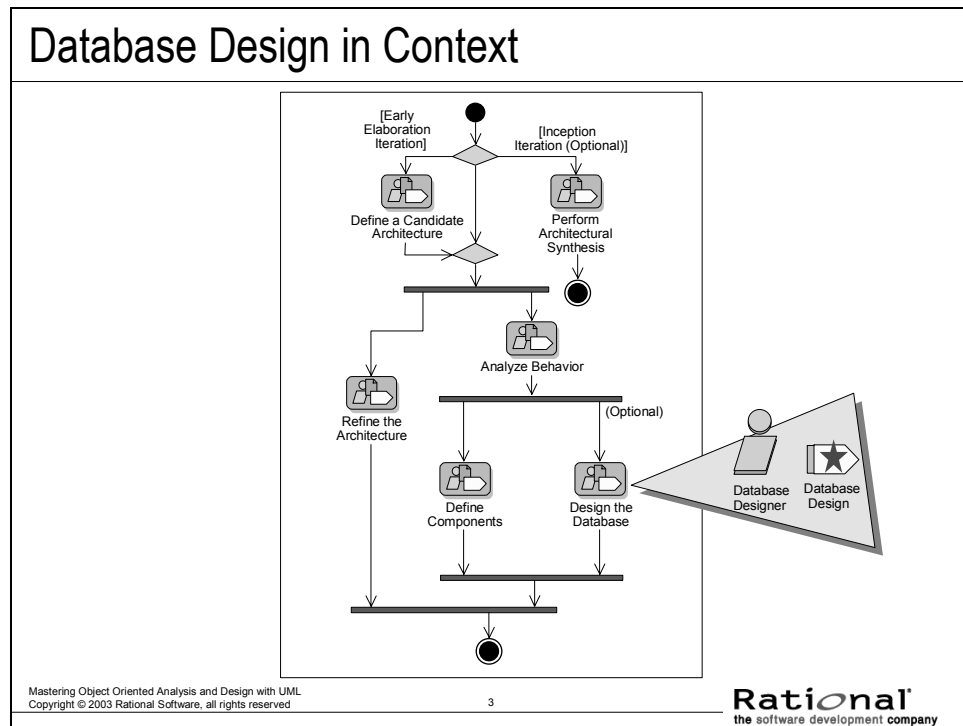 Database Design in Context
[Early
Elaboration
Iteration]
[Inception
Iteration (Optional)]
Define a Candidate
Architecture
Perform
Architectural
Synthesis
Analyze Behavior
Refine the
Architecture
(Optional)
Define
Components
Design the
Database
Database
Designer
Database
Design
Mastering Object Oriented Analysis and Design with UML
Copyright © 2003 Rational Software, all rights reserved
3
Rational
the software development company